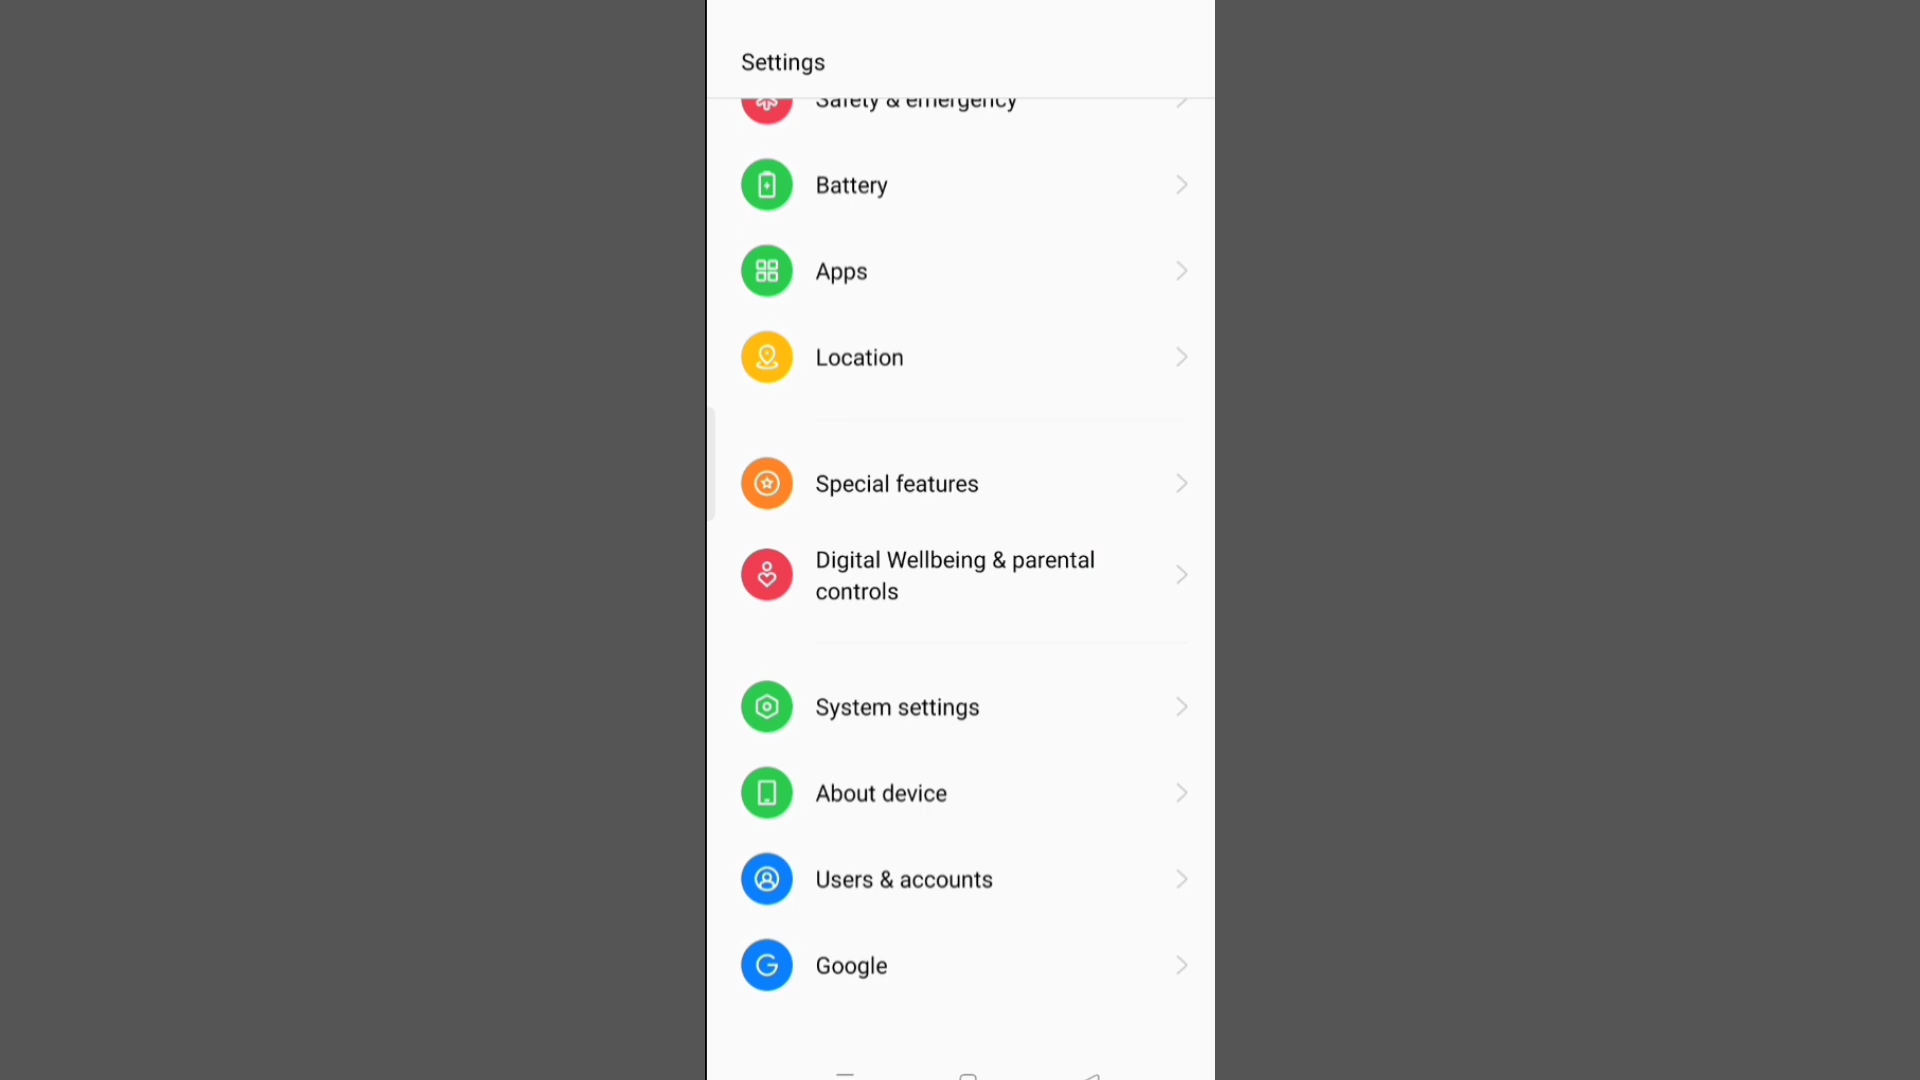 Settings
Safety & emergency
Battery
Apps
Location
Special features
Digital Wellbeing & parental
controls
System settings
About device
Users & accounts
Google